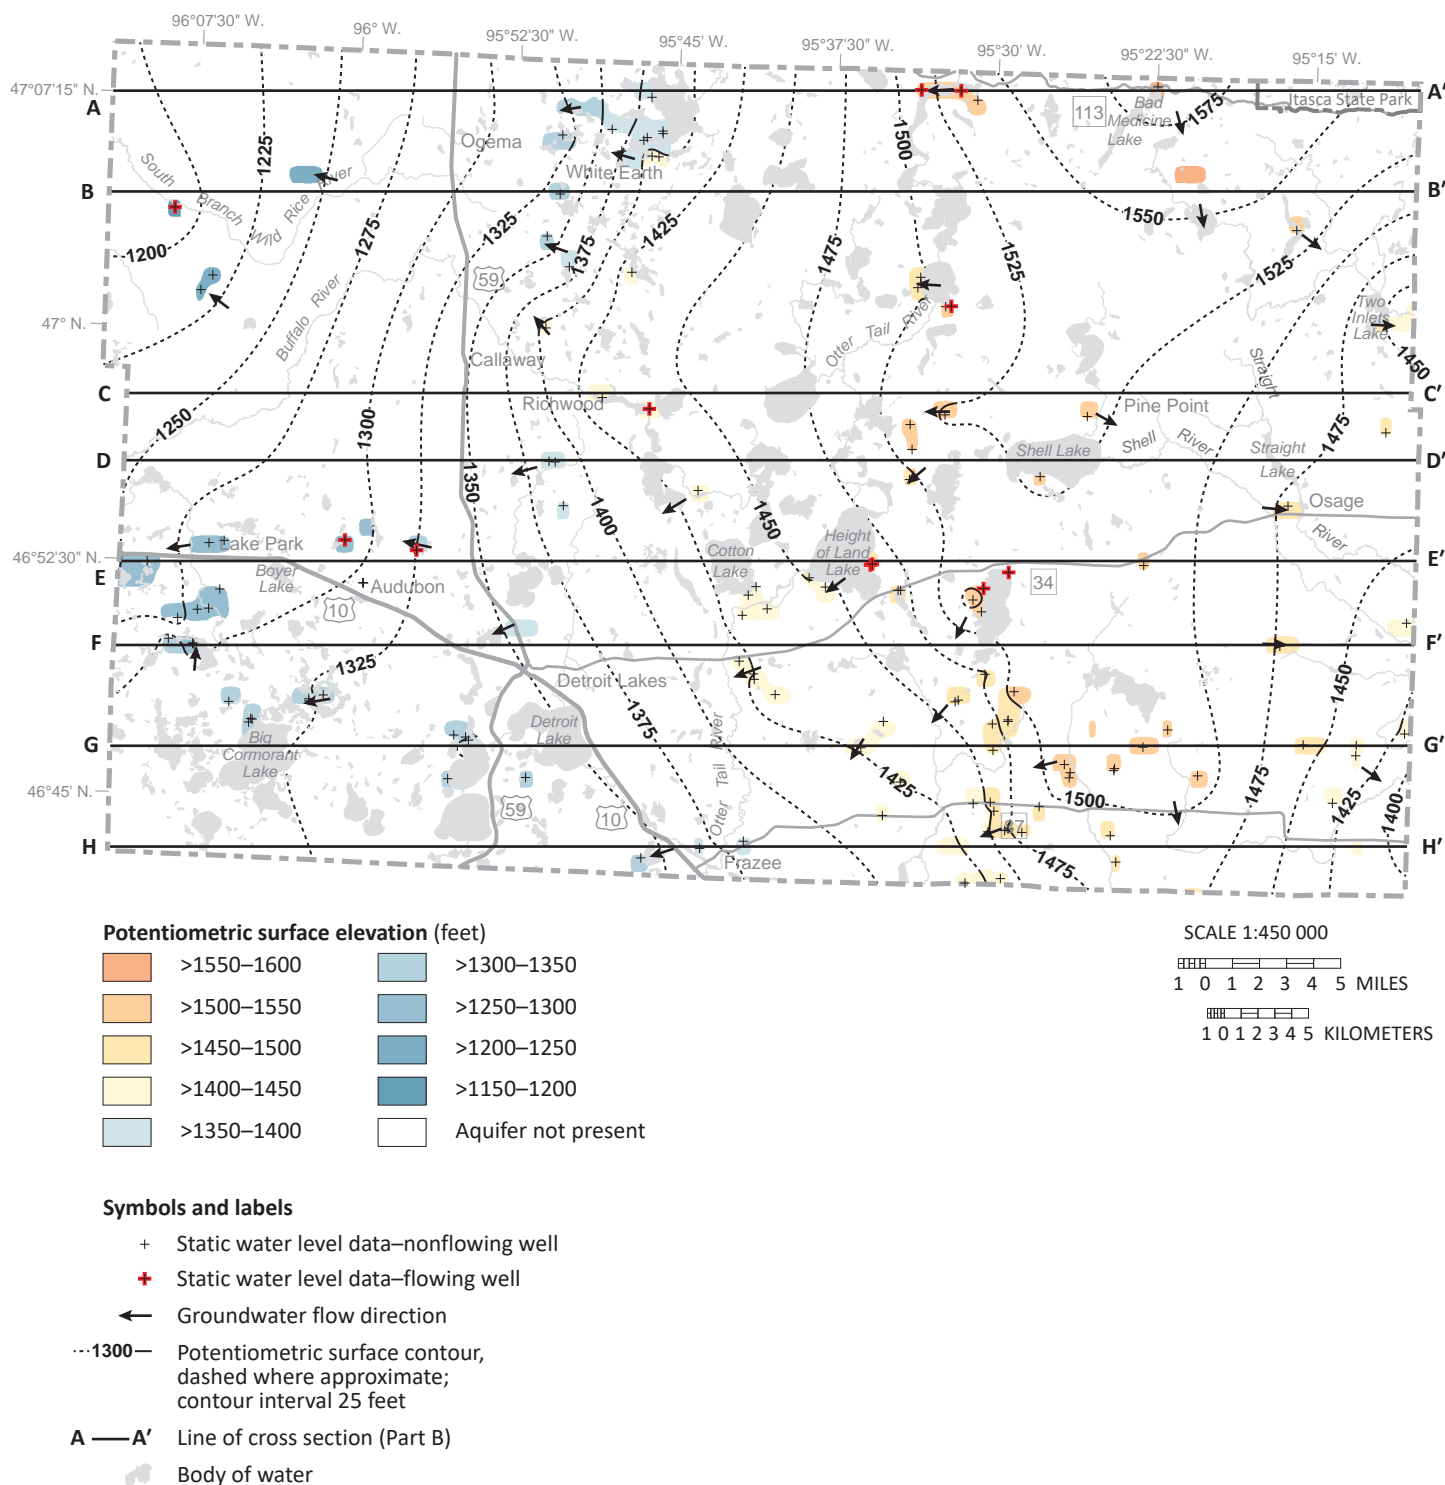 96°07'30" W.
96° W.
95°52'30" W.
95°45' W.
95°37'30" W.
95°30' W.
95°22'30" W.
95°15' W.
47°07'15" N.
A
A′
Itasca State Park
113
Bad
Medicine
Lake
1575
1500
Ogema
1225
White Earth
South
Branch
Wild
Rice
River
B
B′
1550
1200
1275
1325
1375
1425
1475
1525
1525
59
Buffalo
River
Otter
Tail
River
Two
Inlets
Lake
47° N.
1450
Straight
River
Callaway
C
C′
Richwood
Pine Point
1250
1300
1475
D
D′
Shell Lake
Shell
River
Straight
Lake
1350
1400
1450
Osage
Lake Park
46°52'30" N.
E
E′
Boyer
Lake
Audubon
10
Cotton
Lake
Height
of Land
Lake
34
F
F′
1325
Detroit Lakes
1450
1375
Detroit
Lake
Big
Cormorant
Lake
Otter
Tail
River
G
G′
46°45' N.
1425
1500
1475
1425
1400
59
10
H
H′
Frazee
1475
Potentiometric surface elevation (feet)
>1550–1600
>1500–1550
>1450–1500
>1400–1450
>1350–1400
>1300–1350
>1250–1300
>1200–1250
>1150–1200
Aquifer not present
SCALE 1:450 000
1 0 1 2 3 4 5 MILES
1 0 1 2 3 4 5 KILOMETERS
Symbols and labels
Static water level data–nonflowing well
Static water level data–flowing well
Groundwater flow direction
1300 Potentiometric surface contour,
dashed where approximate;
contour interval 25 feet
A A′ Line of cross section (Part B)
Body of water